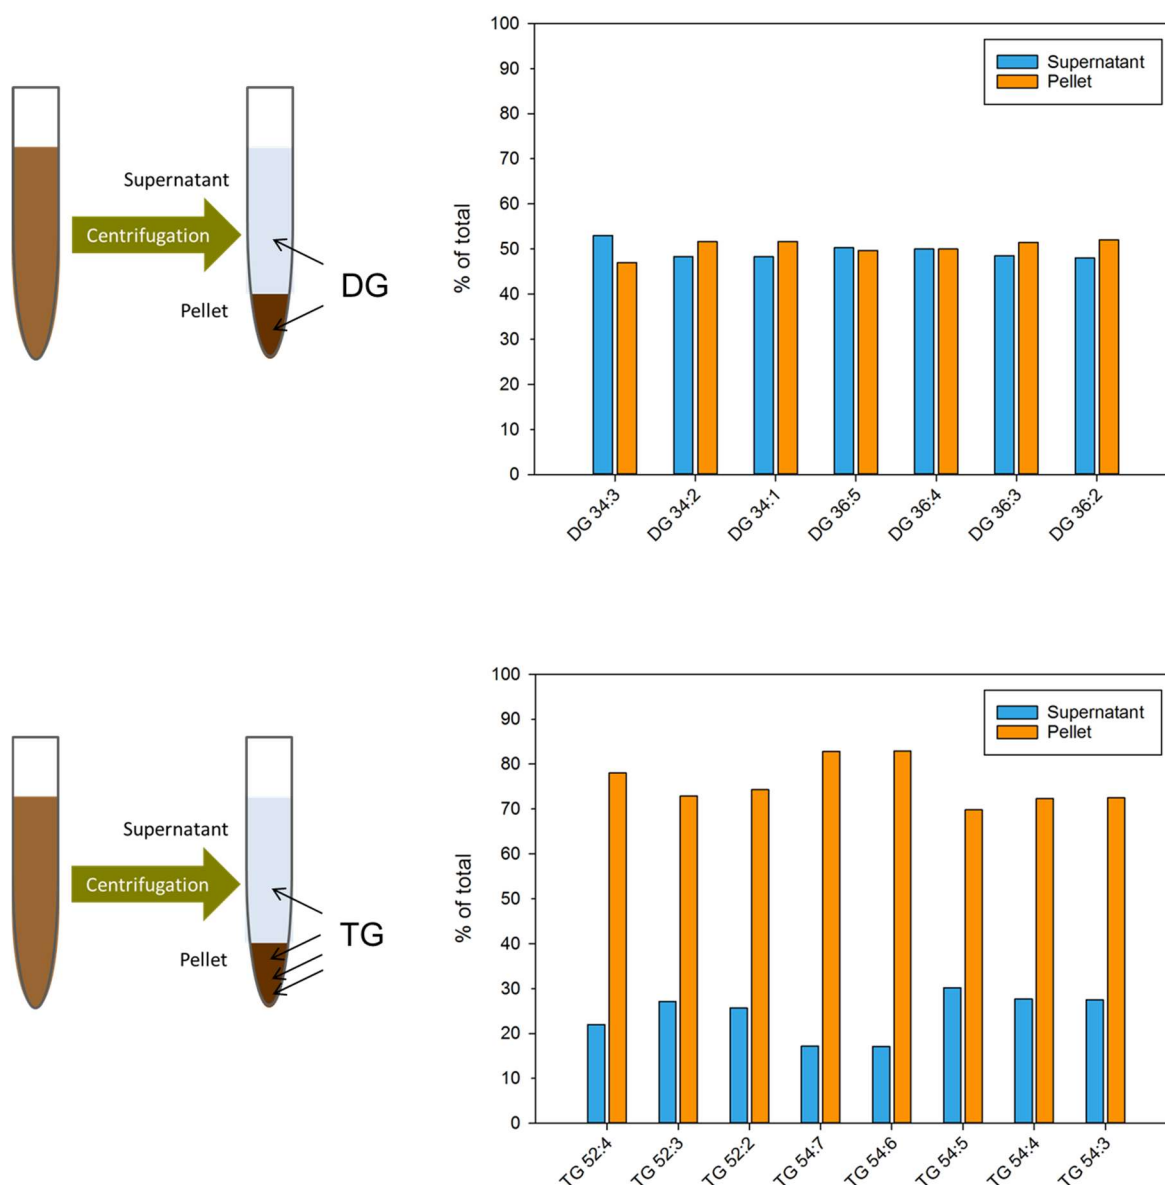 Supernatant
Centrifugation
Pellet
DG
% of total
100
90
80
70
60
50
40
30
20
10
0
Supernatant
Pellet
DG 34:3
DG 34:2
DG 34:1
DG 36:5
DG 36:4
DG 36:3
DG 36:2
Supernatant
Centrifugation
Pellet
TG
% of total
100
90
80
70
60
50
40
30
20
10
0
Supernatant
Pellet
TG 52:4
TG 52:3
TG 52:2
TG 54:7
TG 54:6
TG 54:5
TG 54:4
TG 54:3